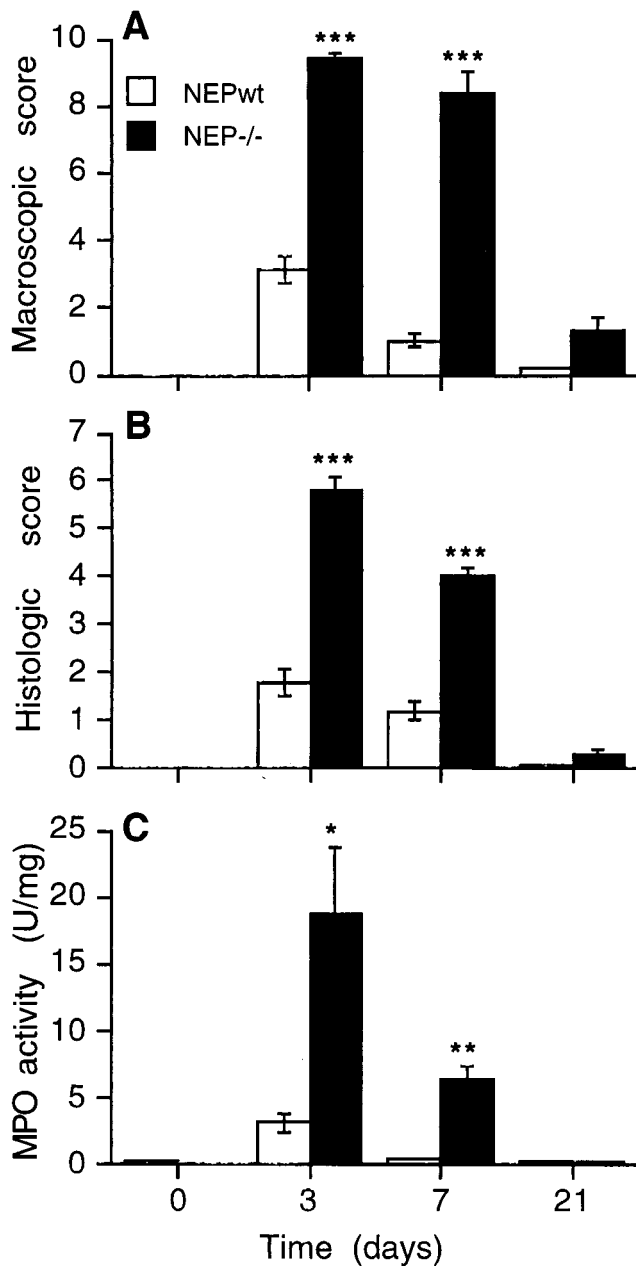 A
Macroscopic score
10
8
6
4
2
0
NEPwt
NEP-/-
***
***
B
Histologic score
7
6
5
4
3
2
1
0
***
***
C
MPO activity (U/mg)
25
20
15
10
5
0
*
**
0 3 7 21
Time (days)